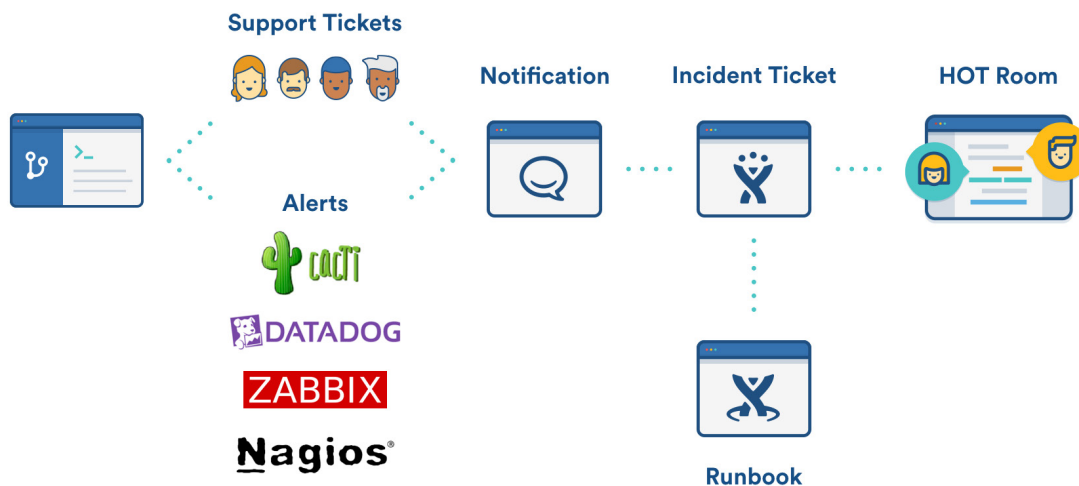 Support Tickets
Notification
Incident Ticket
HOT Room
>_
Alerts
cacti
DATADOG
ZABBIX
Nagios®
Runbook